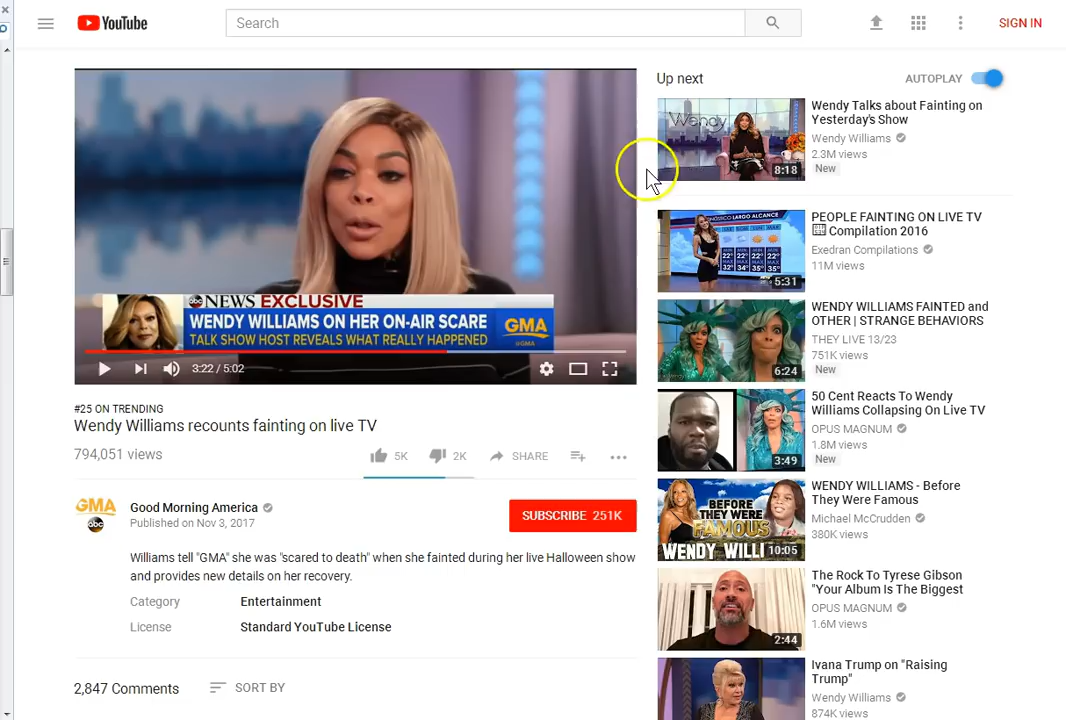 YouTube
Search
SIGN IN
abc NEWS EXCLUSIVE
WENDY WILLIAMS ON HER ON-AIR SCARE
TALK SHOW HOST REVEALS WHAT REALLY HAPPENED
GMA
@GMA
3:22 / 5:02
#25 ON TRENDING
Wendy Williams recounts fainting on live TV
794,051 views
5K
2K
SHARE
GMA
abc
Good Morning America
Published on Nov 3, 2017
SUBSCRIBE 251K
Williams tell "GMA" she was "scared to death" when she fainted during her live Halloween show
and provides new details on her recovery.
Category Entertainment
License Standard YouTube License
2,847 Comments
SORT BY
Up next
AUTOPLAY
Wendy
8:18
Wendy Talks about Fainting on
Yesterday's Show
Wendy Williams
2.3M views
New
LARGO ALCANCE
5:31
PEOPLE FAINTING ON LIVE TV
Compilation 2016
Exedran Compilations
11M views
6:24
WENDY WILLIAMS FAINTED and
OTHER | STRANGE BEHAVIORS
THEY LIVE 13/23
751K views
New
3:49
50 Cent Reacts To Wendy
Williams Collapsing On Live TV
OPUS MAGNUM
1.8M views
New
BEFORE
THEY WERE
FAMOUS
WENDY WILLI
10:05
WENDY WILLIAMS - Before
They Were Famous
Michael McCrudden
380K views
2:44
The Rock To Tyrese Gibson
"Your Album Is The Biggest
OPUS MAGNUM
1.6M views
Ivana Trump on "Raising
Trump"
Wendy Williams
874K views